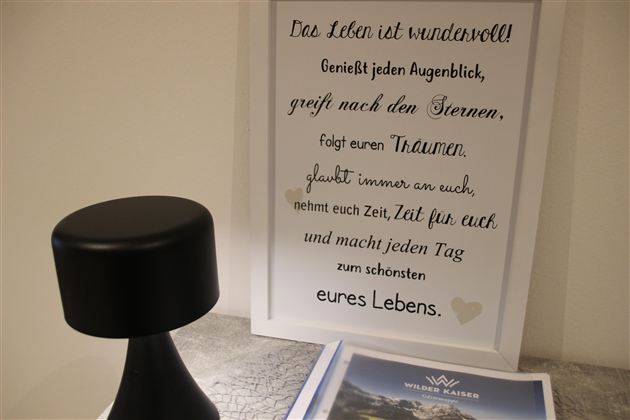 Das Leben ist wundervoll!
Genießt jeden Augenblick,
greift nach den Sternen,
folgt euren Träumen.
glaubt immer an euch,
nehmt euch Zeit, Zeit für euch
und macht jeden Tag
zum schönsten
eures Lebens.
WILDER KAISER
Gästemappe